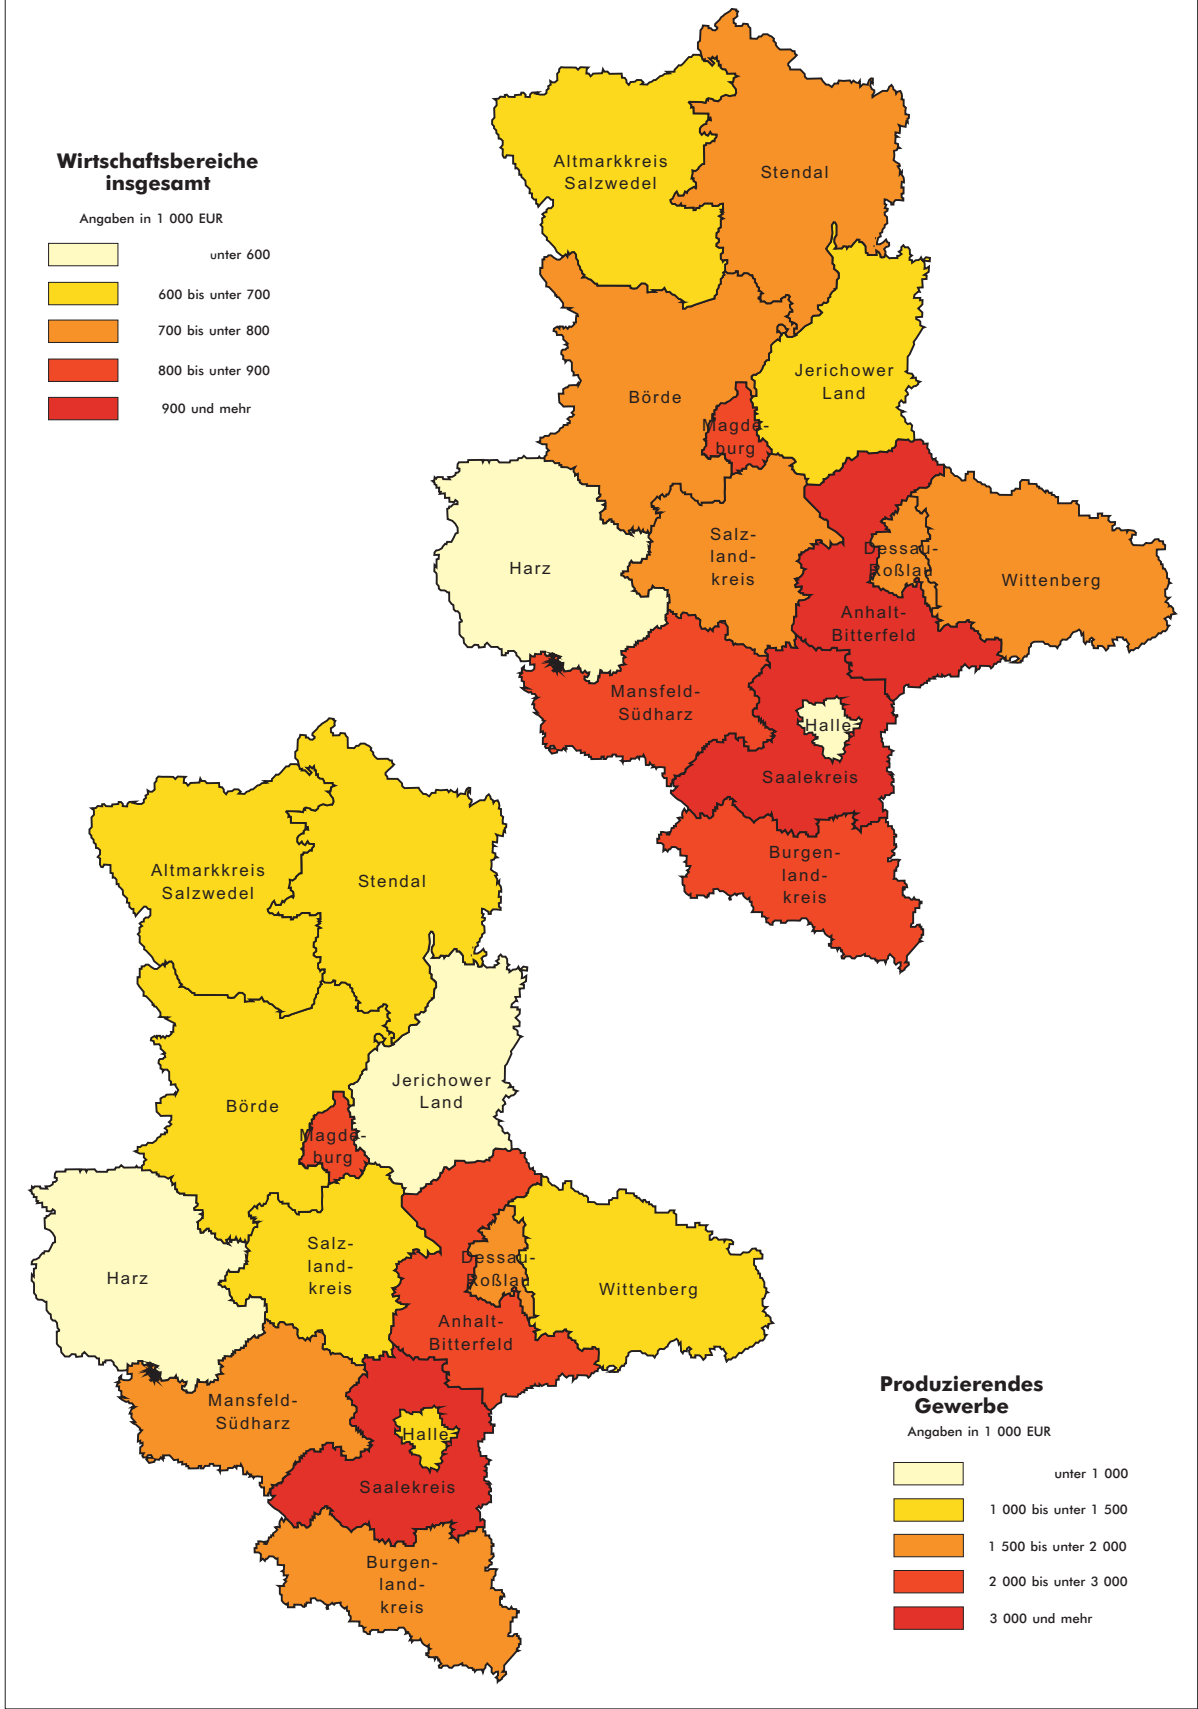 Wirtschaftsbereiche
insgesamt
Angaben in 1 000 EUR
unter 600
600 bis unter 700
700 bis unter 800
800 bis unter 900
900 und mehr
Altmarkkreis
Salzwedel
Stendal
Jerichower
Land
Börde
Magde-
burg
Salz-
land-
kreis
Harz
Dessau-
Roßlau
Wittenberg
Anhalt-
Bitterfeld
Mansfeld-
Südharz
Halle
Saalekreis
Burgen-
land-
kreis
Altmarkkreis
Salzwedel
Stendal
Jerichower
Land
Börde
Magde-
burg
Salz-
land-
kreis
Harz
Dessau-
Roßlau
Wittenberg
Anhalt-
Bitterfeld
Mansfeld-
Südharz
Halle
Saalekreis
Burgen-
land-
kreis
Produzierendes
Gewerbe
Angaben in 1 000 EUR
unter 1 000
1 000 bis unter 1 500
1 500 bis unter 2 000
2 000 bis unter 3 000
3 000 und mehr